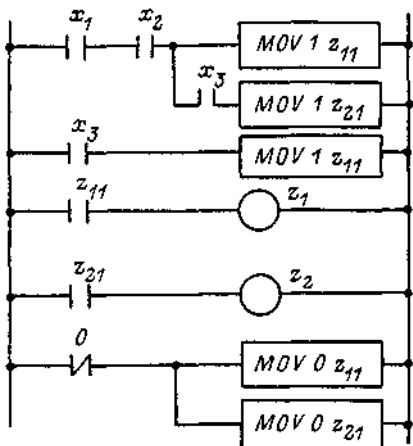 x₁ x₂
MOV 1 z₁₁
x₃
MOV 1 z₂₁
x₃
MOV 1 z₁₁
z₁₁ z₁
z₂₁ z₂
0
MOV 0 z₁₁
MOV 0 z₂₁